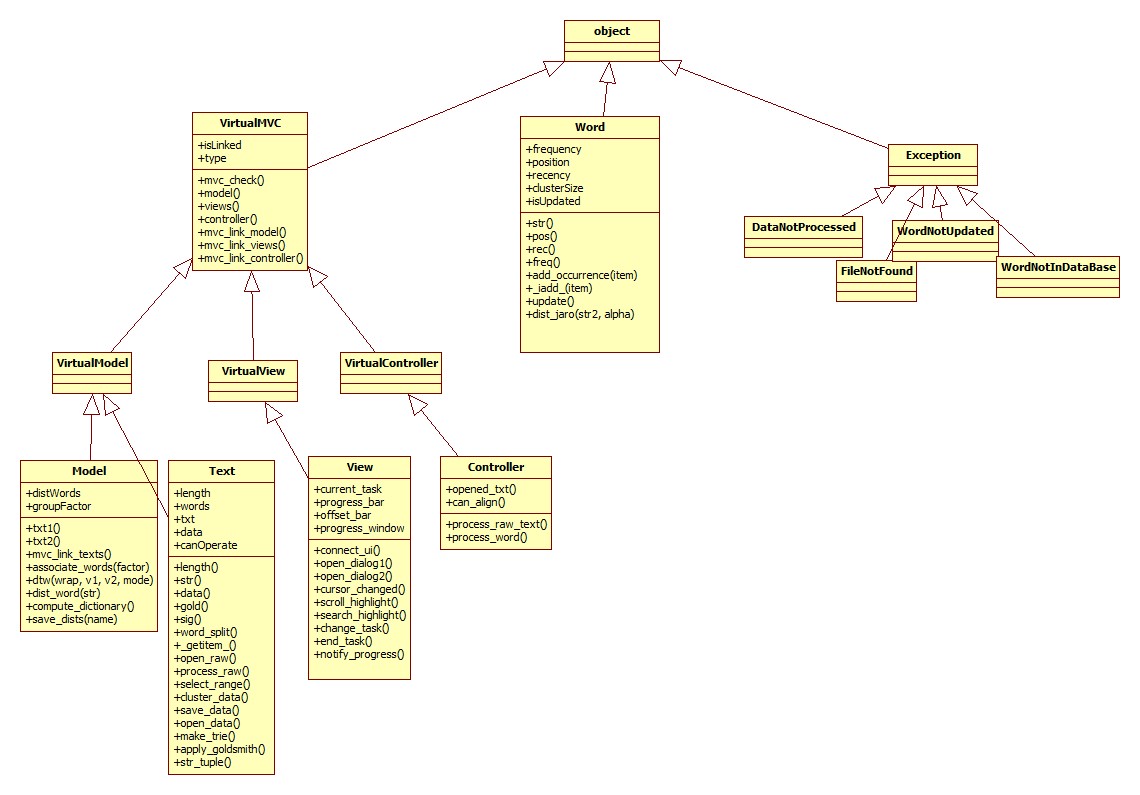 object
VirtualMVC
+isLinked
+type
+mvc_check()
+model()
+views()
+controller()
+mvc_link_model()
+mvc_link_views()
+mvc_link_controller()
Word
+frequency
+position
+recency
+clusterSize
+isUpdated
+str()
+pos()
+rec()
+freq()
+add_occurrence(item)
+_iadd_(item)
+update()
+dist_jaro(str2, alpha)
Exception
DataNotProcessed
WordNotUpdated
FileNotFound
WordNotInDataBase
VirtualModel
VirtualView
VirtualController
Model
+distWords
+groupFactor
+txt1()
+txt2()
+mvc_link_texts()
+associate_words(factor)
+dtw(wrap, v1, v2, mode)
+dist_word(str)
+compute_dictionary()
+save_dists(name)
Text
+length
+words
+txt
+data
+canOperate
+length()
+str()
+data()
+gold()
+sig()
+word_split()
+_getitem_()
+open_raw()
+process_raw()
+select_range()
+cluster_data()
+save_data()
+open_data()
+make_trie()
+apply_goldsmith()
+str_tuple()
View
+current_task
+progress_bar
+offset_bar
+progress_window
+connect_ui()
+open_dialog1()
+open_dialog2()
+cursor_changed()
+scroll_highlight()
+search_highlight()
+change_task()
+end_task()
+notify_progress()
Controller
+opened_txt()
+can_align()
+process_raw_text()
+process_word()